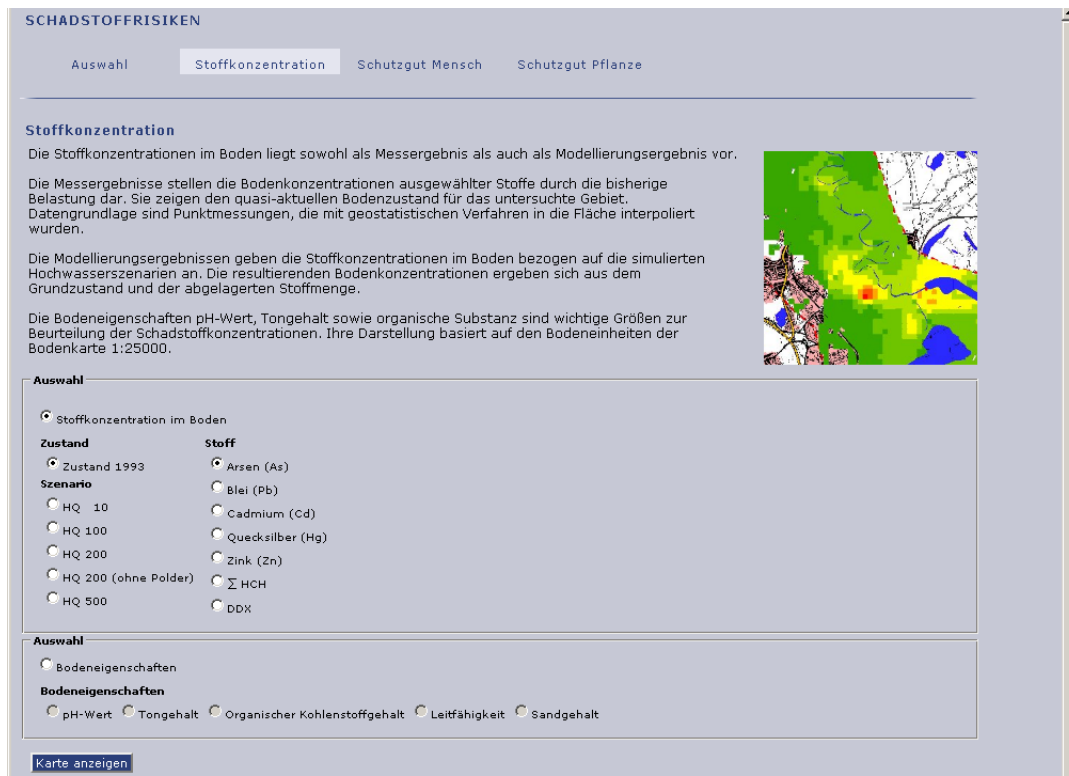 SCHADSTOFFRISIKEN
Auswahl Stoffkonzentration Schutzgut Mensch Schutzgut Pflanze
Stoffkonzentration
Die Stoffkonzentrationen im Boden liegt sowohl als Messergebnis als auch als Modellierungsergebnis vor.
Die Messergebnisse stellen die Bodenkonzentrationen ausgewählter Stoffe durch die bisherige
Belastung dar. Sie zeigen den quasi-aktuellen Bodenzustand für das untersuchte Gebiet.
Datengrundlage sind Punktmessungen, die mit geostatistischen Verfahren in die Fläche interpoliert
wurden.
Die Modellierungsergebnissen geben die Stoffkonzentrationen im Boden bezogen auf die simulierten
Hochwasserszenarien an. Die resultierenden Bodenkonzentrationen ergeben sich aus dem
Grundzustand und der abgelagerten Stoffmenge.
Die Bodeneigenschaften pH-Wert, Tongehalt sowie organische Substanz sind wichtige Größen zur
Beurteilung der Schadstoffkonzentrationen. Ihre Darstellung basiert auf den Bodeneinheiten der
Bodenkarte 1:25000.
Auswahl
Stoffkonzentration im Boden
Zustand
Zustand 1993
Szenario
HQ 10
HQ 100
HQ 200
HQ 200 (ohne Polder)
HQ 500
Stoff
Arsen (As)
Blei (Pb)
Cadmium (Cd)
Quecksilber (Hg)
Zink (Zn)
∑ HCH
DDX
Auswahl
Bodeneigenschaften
Bodeneigenschaften
pH-Wert Tongehalt Organischer Kohlenstoffgehalt Leitfähigkeit Sandgehalt
Karte anzeigen